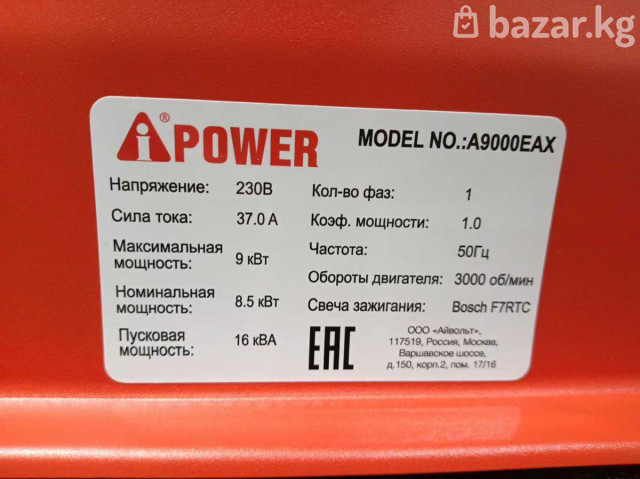 bazar.kg
iPOWER®
MODEL NO.:A9000EAX
Напряжение: 230В
Сила тока: 37.0 А
Максимальная
мощность: 9 кВт
Номинальная
мощность: 8.5 кВт
Пусковая
мощность: 16 кВА
Кол-во фаз: 1
Коэф. мощности: 1.0
Частота: 50Гц
Обороты двигателя: 3000 об/мин
Свеча зажигания: Bosch F7RTC
EAC
ООО «Айвольт»,
117519, Россия, Москва,
Варшавское шоссе,
д.150, корп.2, пом. 17/16